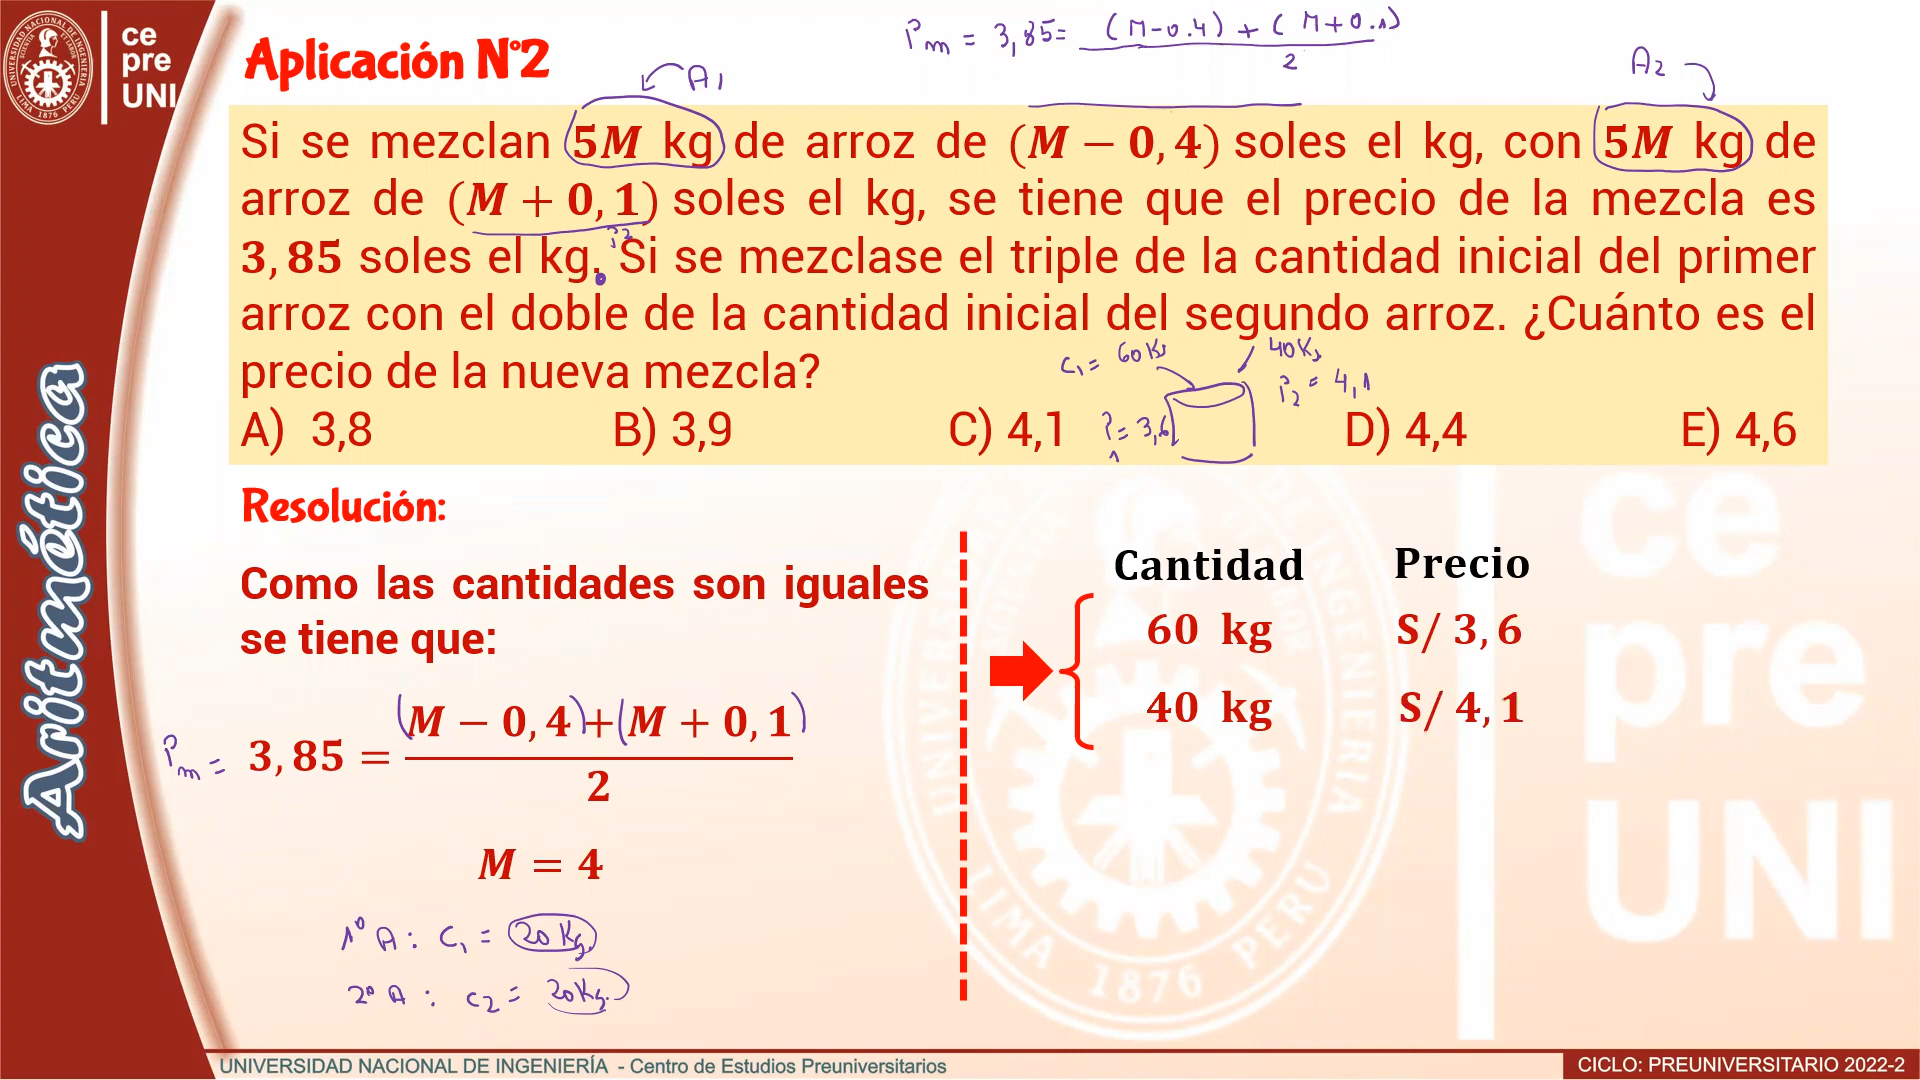 ce
pre
UNI
Aplicación N°2
Pm = 3,85 = (M-0.4) + (M+0.1)
2
A1
A2
Si se mezclan 5M kg de arroz de (M − 0, 4) soles el kg, con 5M kg de
arroz de (M + 0, 1) soles el kg, se tiene que el precio de la mezcla es
P2
3, 85 soles el kg. Si se mezclase el triple de la cantidad inicial del primer
arroz con el doble de la cantidad inicial del segundo arroz. ¿Cuánto es el
precio de la nueva mezcla?
C1 = 60 Kg
40 Kg
P2 = 4,1
P1 = 3,6
A) 3,8 B) 3,9 C) 4,1 D) 4,4 E) 4,6
Resolución:
Como las cantidades son iguales
se tiene que:
Pm = 3, 85 = (M − 0, 4)+(M + 0, 1)
2
M = 4
1° A : C1 = 20 Kg.
2° A : C2 = 20 Kg.
Cantidad Precio
60 kg S/ 3, 6
40 kg S/ 4, 1
Aritmética
ce
pre
UNI
LIMA 1876 PERU
UNIVERSIDAD NACIONAL DE INGENIERÍA - Centro de Estudios Preuniversitarios
CICLO: PREUNIVERSITARIO 2022-2